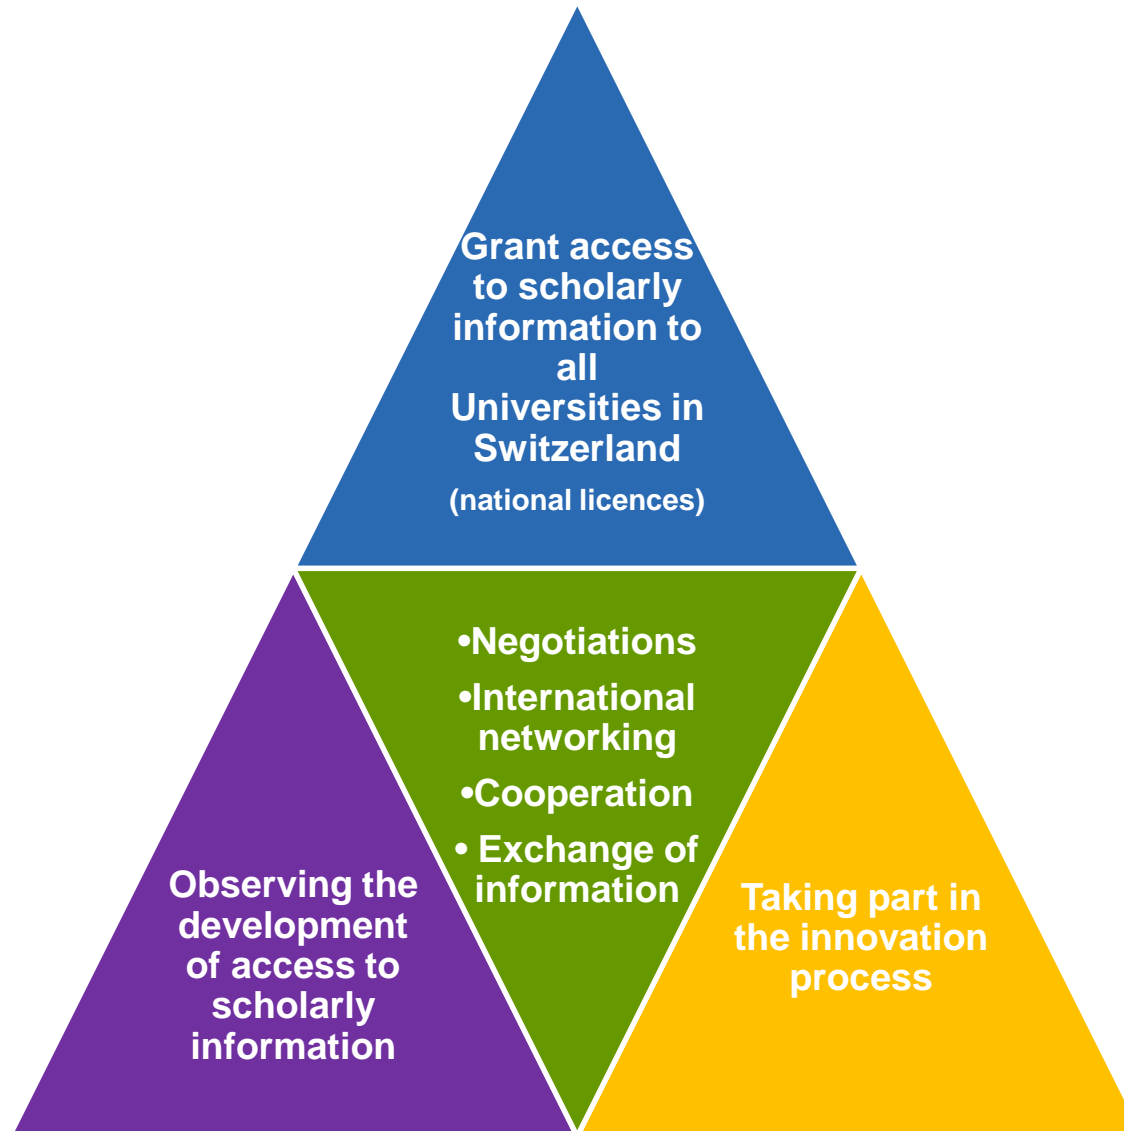 Grant access
to scholarly
information to
all
Universities in
Switzerland
(national licences)
•Negotiations
•International
networking
•Cooperation
• Exchange of
information
Observing the
development
of access to
scholarly
information
Taking part in
the innovation
process